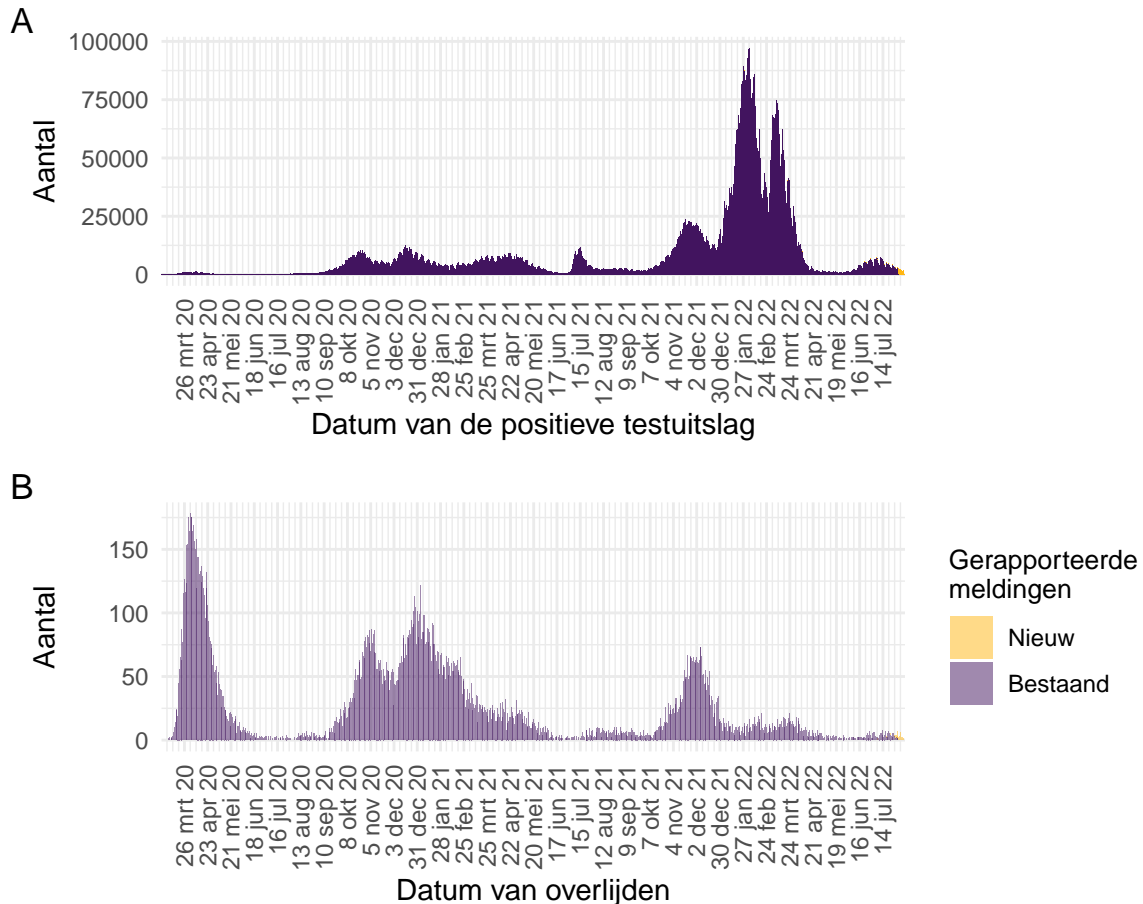 A
100000
75000
50000
25000
0
Aantal
26 mrt 20
23 apr 20
21 mei 20
18 jun 20
16 jul 20
13 aug 20
10 sep 20
8 okt 20
5 nov 20
3 dec 20
31 dec 20
28 jan 21
25 feb 21
25 mrt 21
22 apr 21
20 mei 21
17 jun 21
15 jul 21
12 aug 21
9 sep 21
7 okt 21
4 nov 21
2 dec 21
30 dec 21
27 jan 22
24 feb 22
24 mrt 22
21 apr 22
19 mei 22
16 jun 22
14 jul 22
Datum van de positieve testuitslag
B
150
100
50
0
Aantal
26 mrt 20
23 apr 20
21 mei 20
18 jun 20
16 jul 20
13 aug 20
10 sep 20
8 okt 20
5 nov 20
3 dec 20
31 dec 20
28 jan 21
25 feb 21
25 mrt 21
22 apr 21
20 mei 21
17 jun 21
15 jul 21
12 aug 21
9 sep 21
7 okt 21
4 nov 21
2 dec 21
30 dec 21
27 jan 22
24 feb 22
24 mrt 22
21 apr 22
19 mei 22
16 jun 22
14 jul 22
Datum van overlijden
Gerapporteerde
meldingen
Nieuw
Bestaand